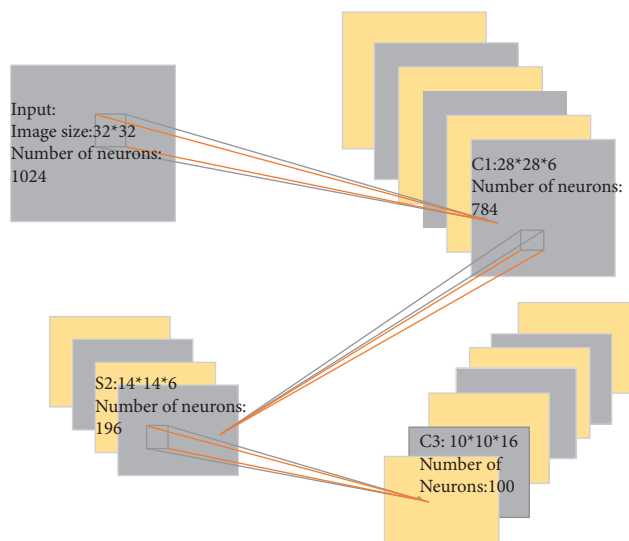 Input:
Image size:32*32
Number of neurons:
1024
C1:28*28*6
Number of neurons:
784
S2:14*14*6
Number of neurons:
196
C3: 10*10*16
Number of
Neurons:100